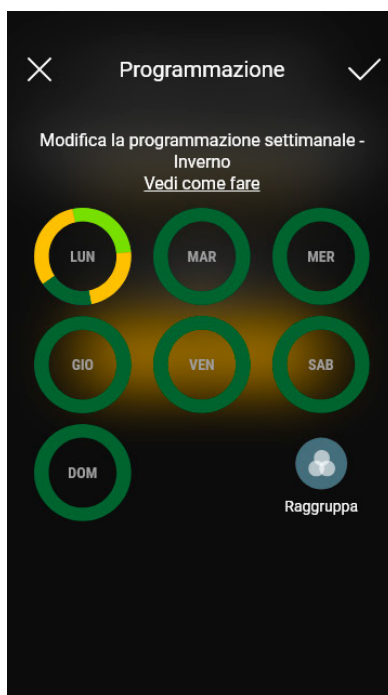 Programmazione
Modifica la programmazione settimanale -
Inverno
Vedi come fare
LUN MAR MER
GIO VEN SAB
DOM
Raggruppa